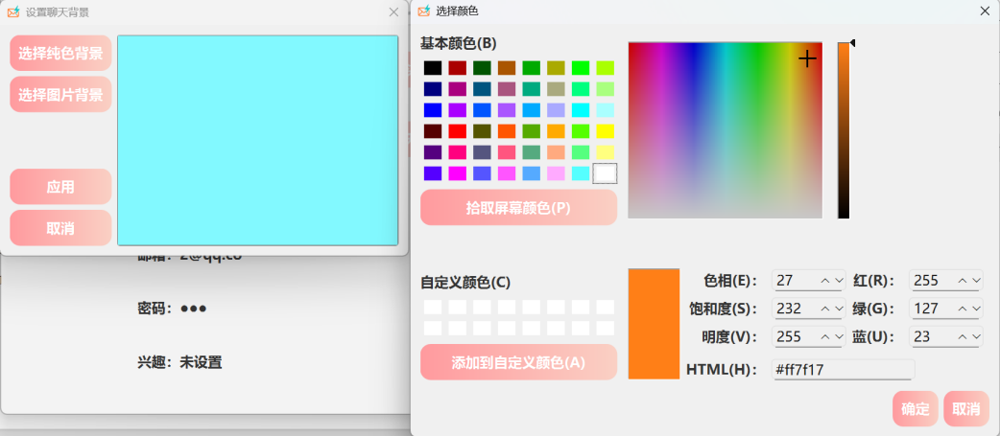 设置聊天背景
选择纯色背景
选择图片背景
应用
取消
邮箱：2@qq.co
密码：●●●
兴趣：未设置
选择颜色
基本颜色(B)
拾取屏幕颜色(P)
自定义颜色(C)
添加到自定义颜色(A)
色相(E)： 27 红(R)： 255
饱和度(S)： 232 绿(G)： 127
明度(V)： 255 蓝(U)： 23
HTML(H)： #ff7f17
确定 取消